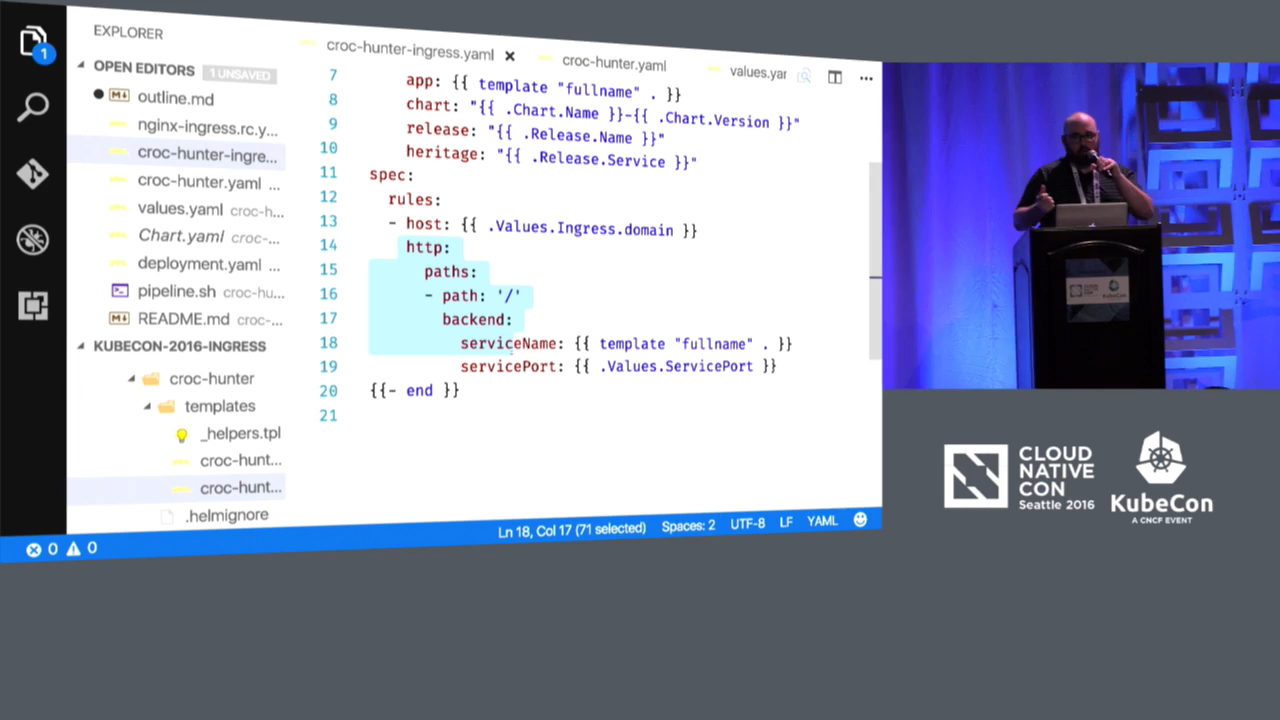 EXPLORER
OPEN EDITORS 1 UNSAVED
outline.md
nginx-ingress.rc.y...
croc-hunter-ingre...
croc-hunter.yaml ...
values.yaml croc-h...
Chart.yaml croc-...
deployment.yaml ...
pipeline.sh croc-hu...
README.md croc-...
KUBECON-2016-INGRESS
croc-hunter
templates
_helpers.tpl
croc-hunt...
croc-hunt...
.helmignore
1
croc-hunter-ingress.yaml
croc-hunter.yaml
values.yar
7 app: {{ template "fullname" . }}
8 chart: "{{ .Chart.Name }}-{{ .Chart.Version }}"
9 release: "{{ .Release.Name }}"
10 heritage: "{{ .Release.Service }}"
11 spec:
12 rules:
13 - host: {{ .Values.Ingress.domain }}
14 http:
15 paths:
16 - path: '/'
17 backend:
18 serviceName: {{ template "fullname" . }}
19 servicePort: {{ .Values.ServicePort }}
20 {{- end }}
21
0 0
Ln 18, Col 17 (71 selected) Spaces: 2 UTF-8 LF YAML
CLOUD
NATIVE
CON
Seattle 2016
KubeCon
A CNCF EVENT